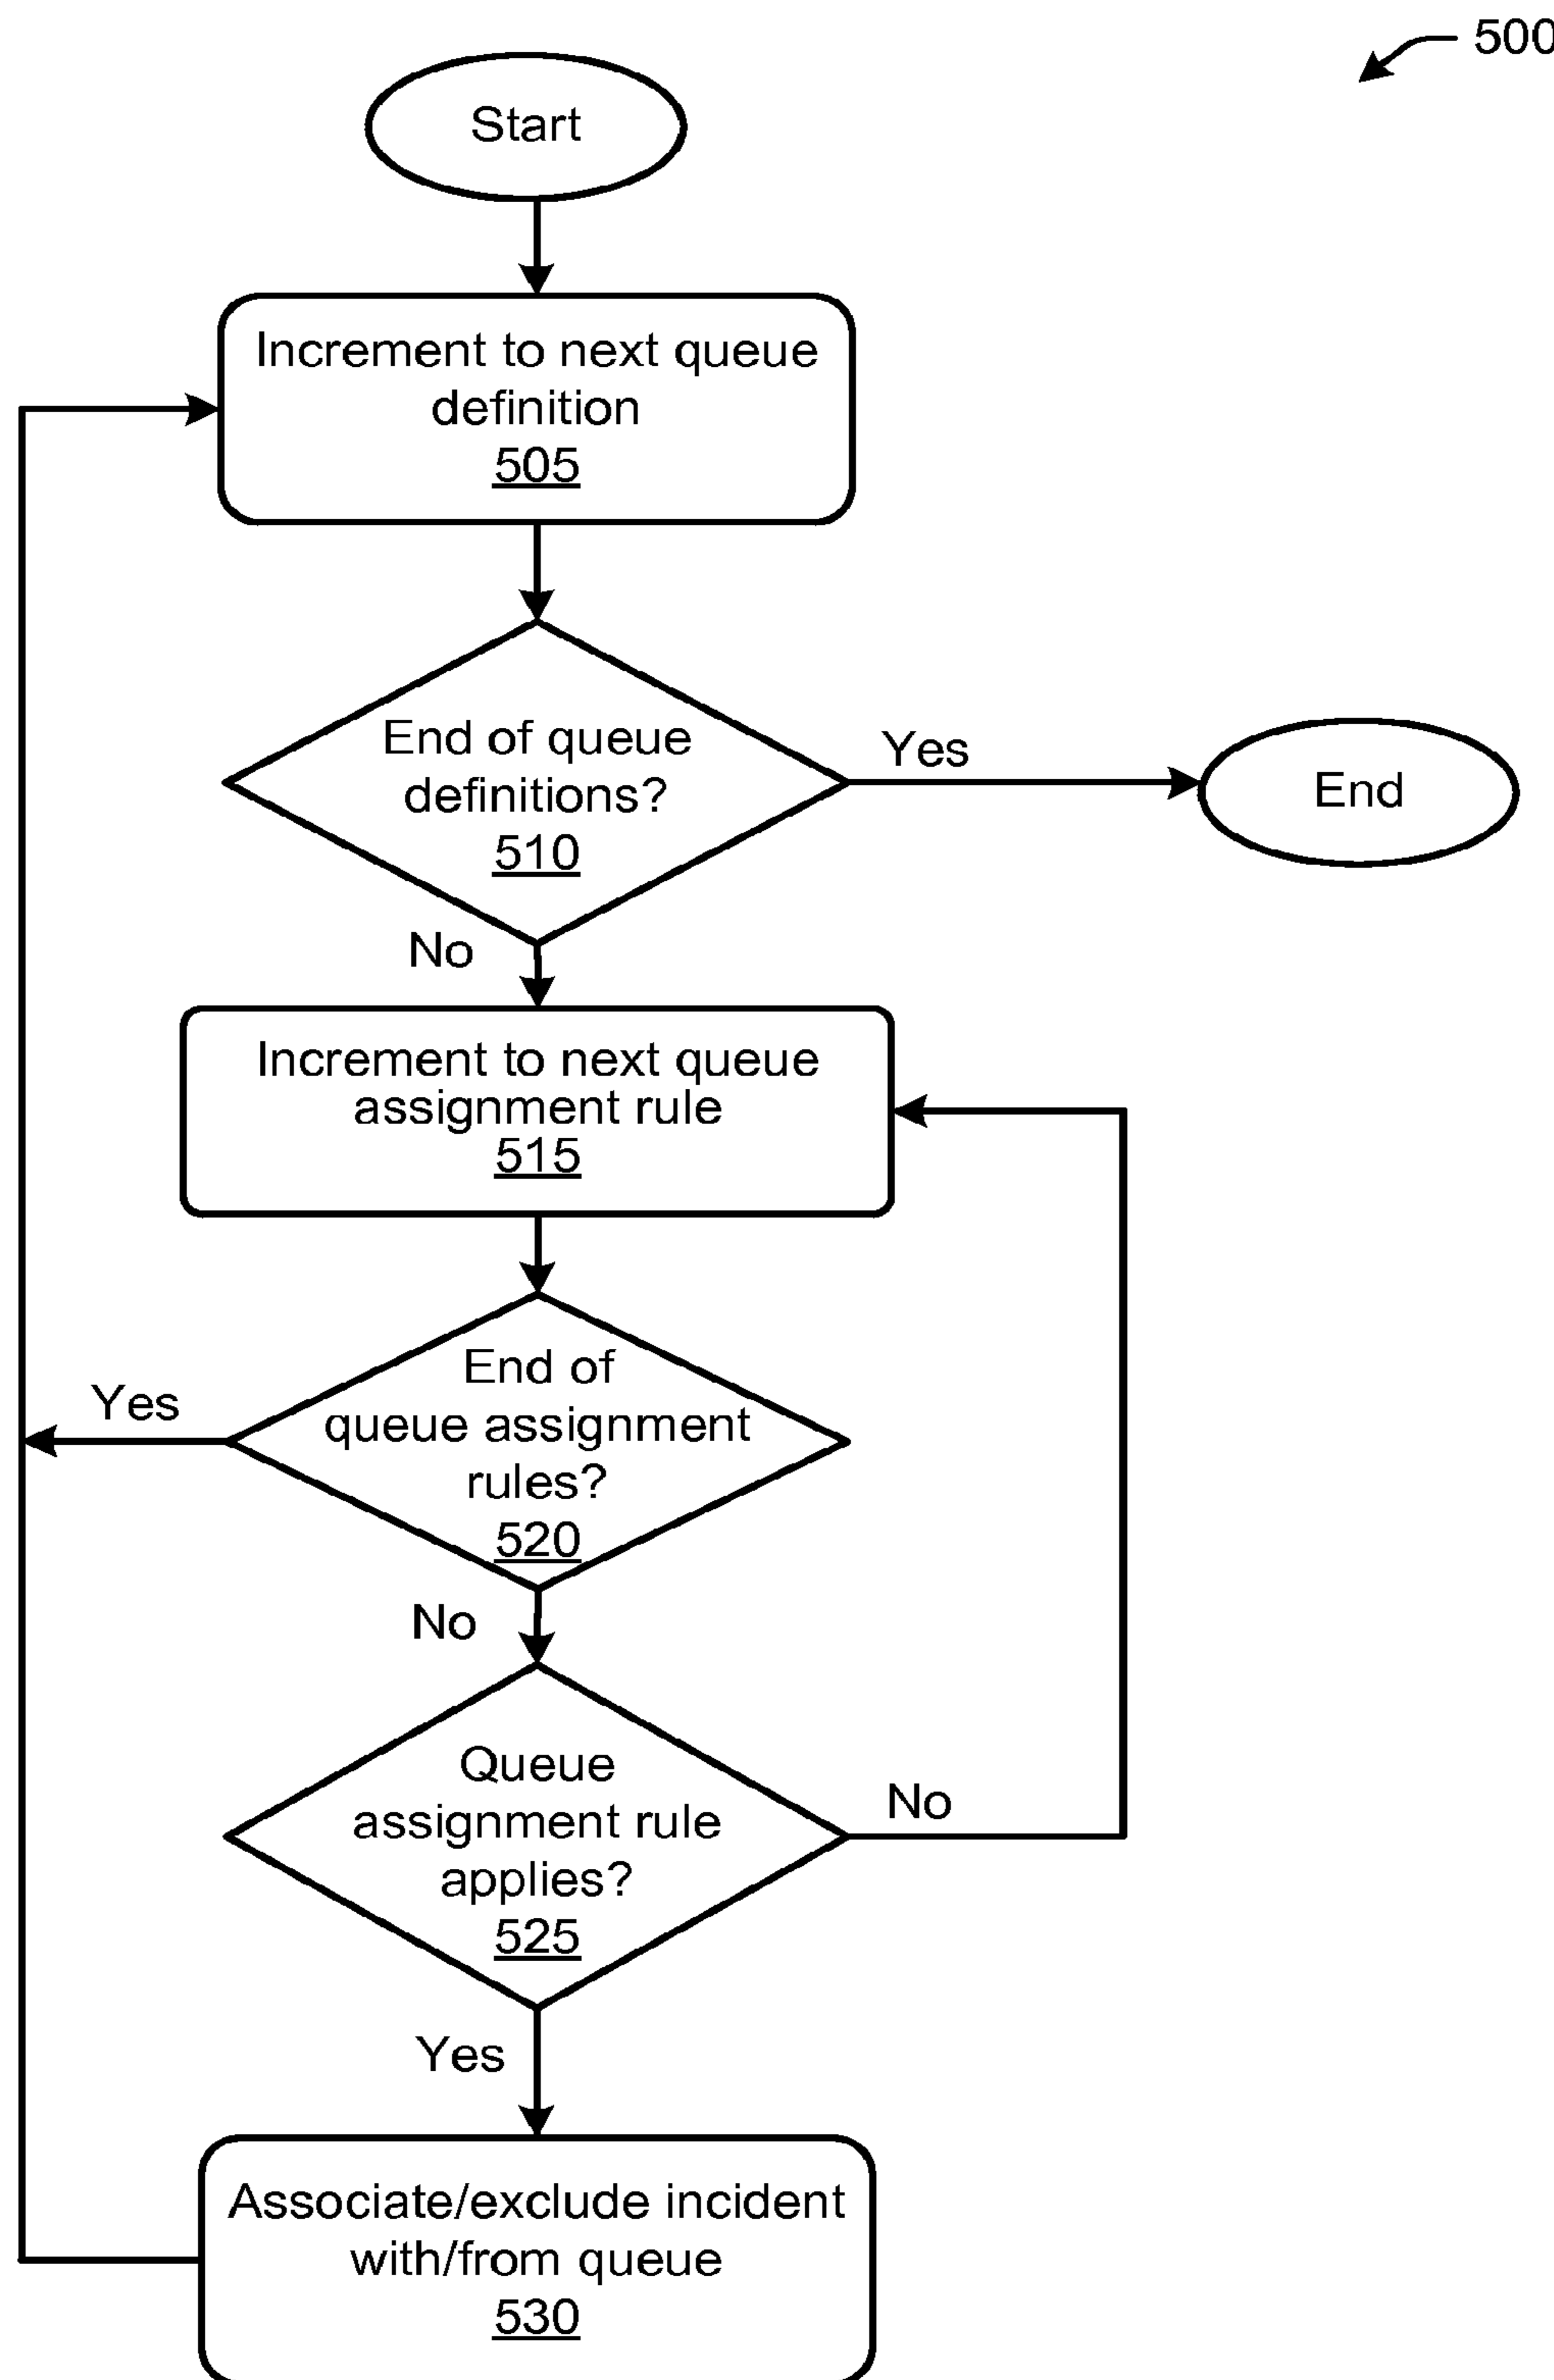 500
Start
Increment to next queue
definition
505
End of queue
definitions?
510
Yes
End
No
Increment to next queue
assignment rule
515
End of
queue assignment
rules?
520
Yes
No
Queue
assignment rule
applies?
525
No
Yes
Associate/exclude incident
with/from queue
530